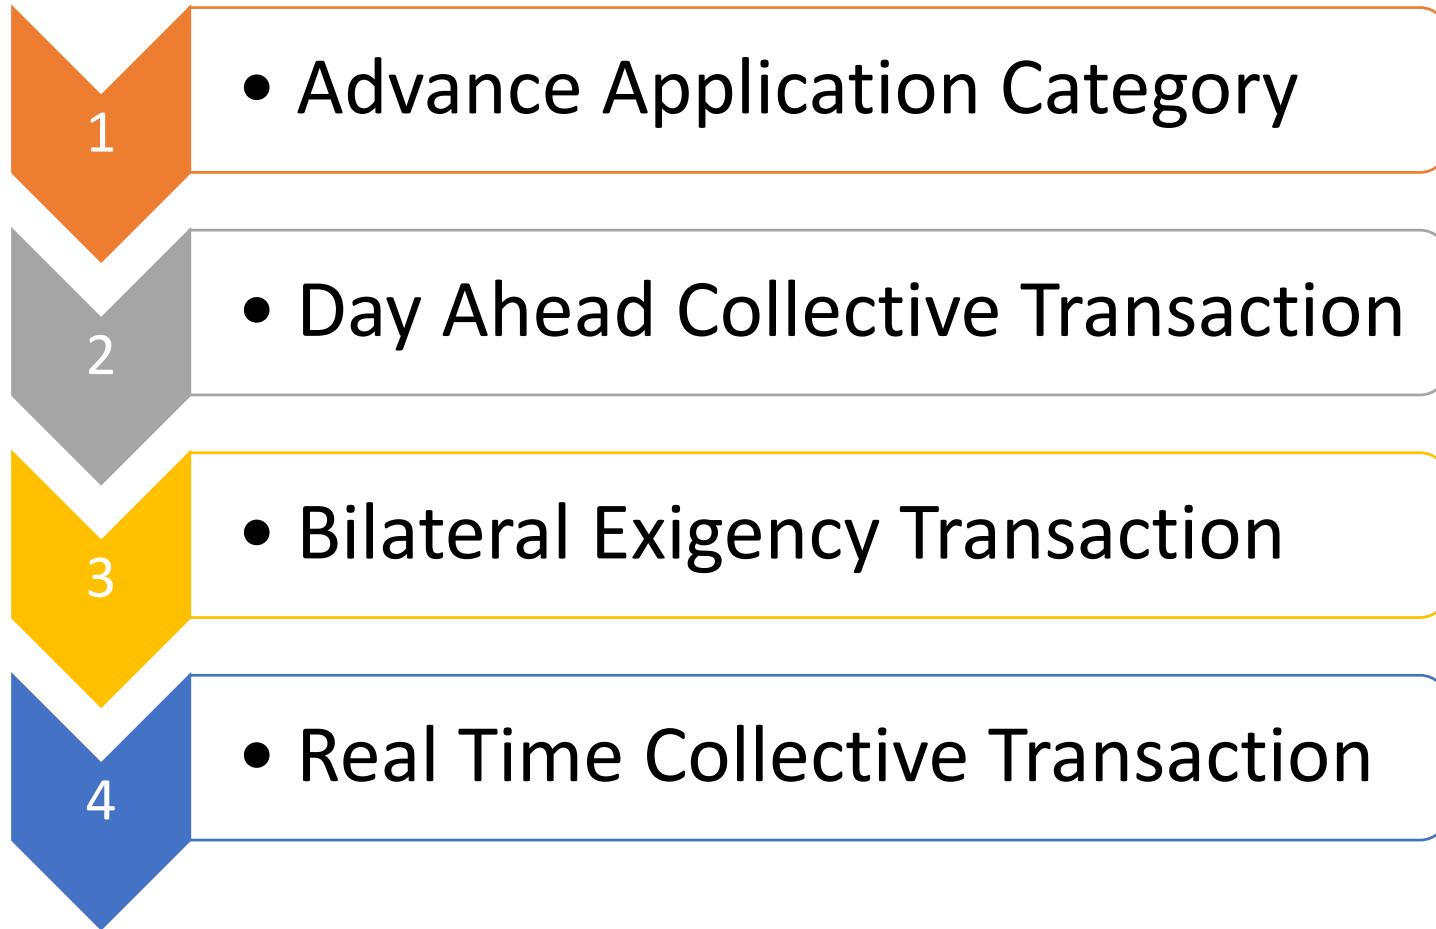 1
• Advance Application Category
2
• Day Ahead Collective Transaction
3
• Bilateral Exigency Transaction
4
• Real Time Collective Transaction